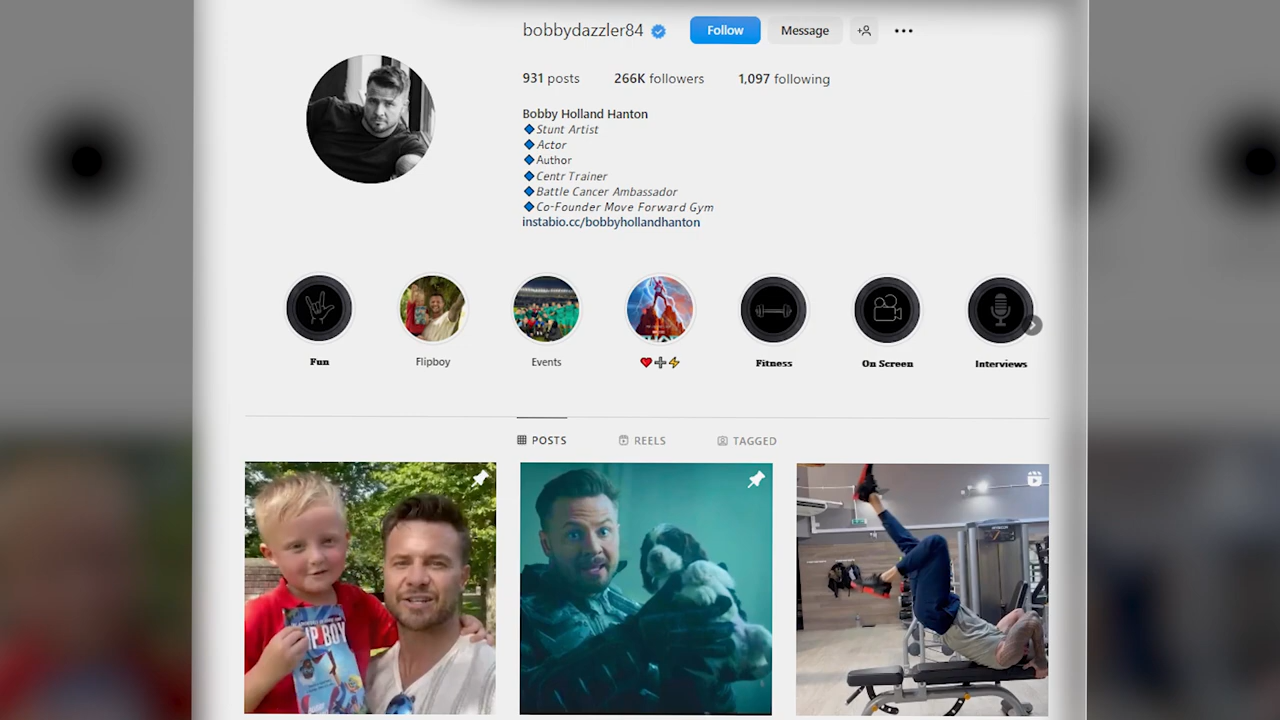 bobbydazzler84 Follow Message
931 posts 266K followers 1,097 following
Bobby Holland Hanton
Stunt Artist
Actor
Author
Centr Trainer
Battle Cancer Ambassador
Co-Founder Move Forward Gym
instabio.cc/bobbyhollandhanton
Fun Flipboy Events Fitness On Screen Interviews
POSTS REELS TAGGED
IP BOY